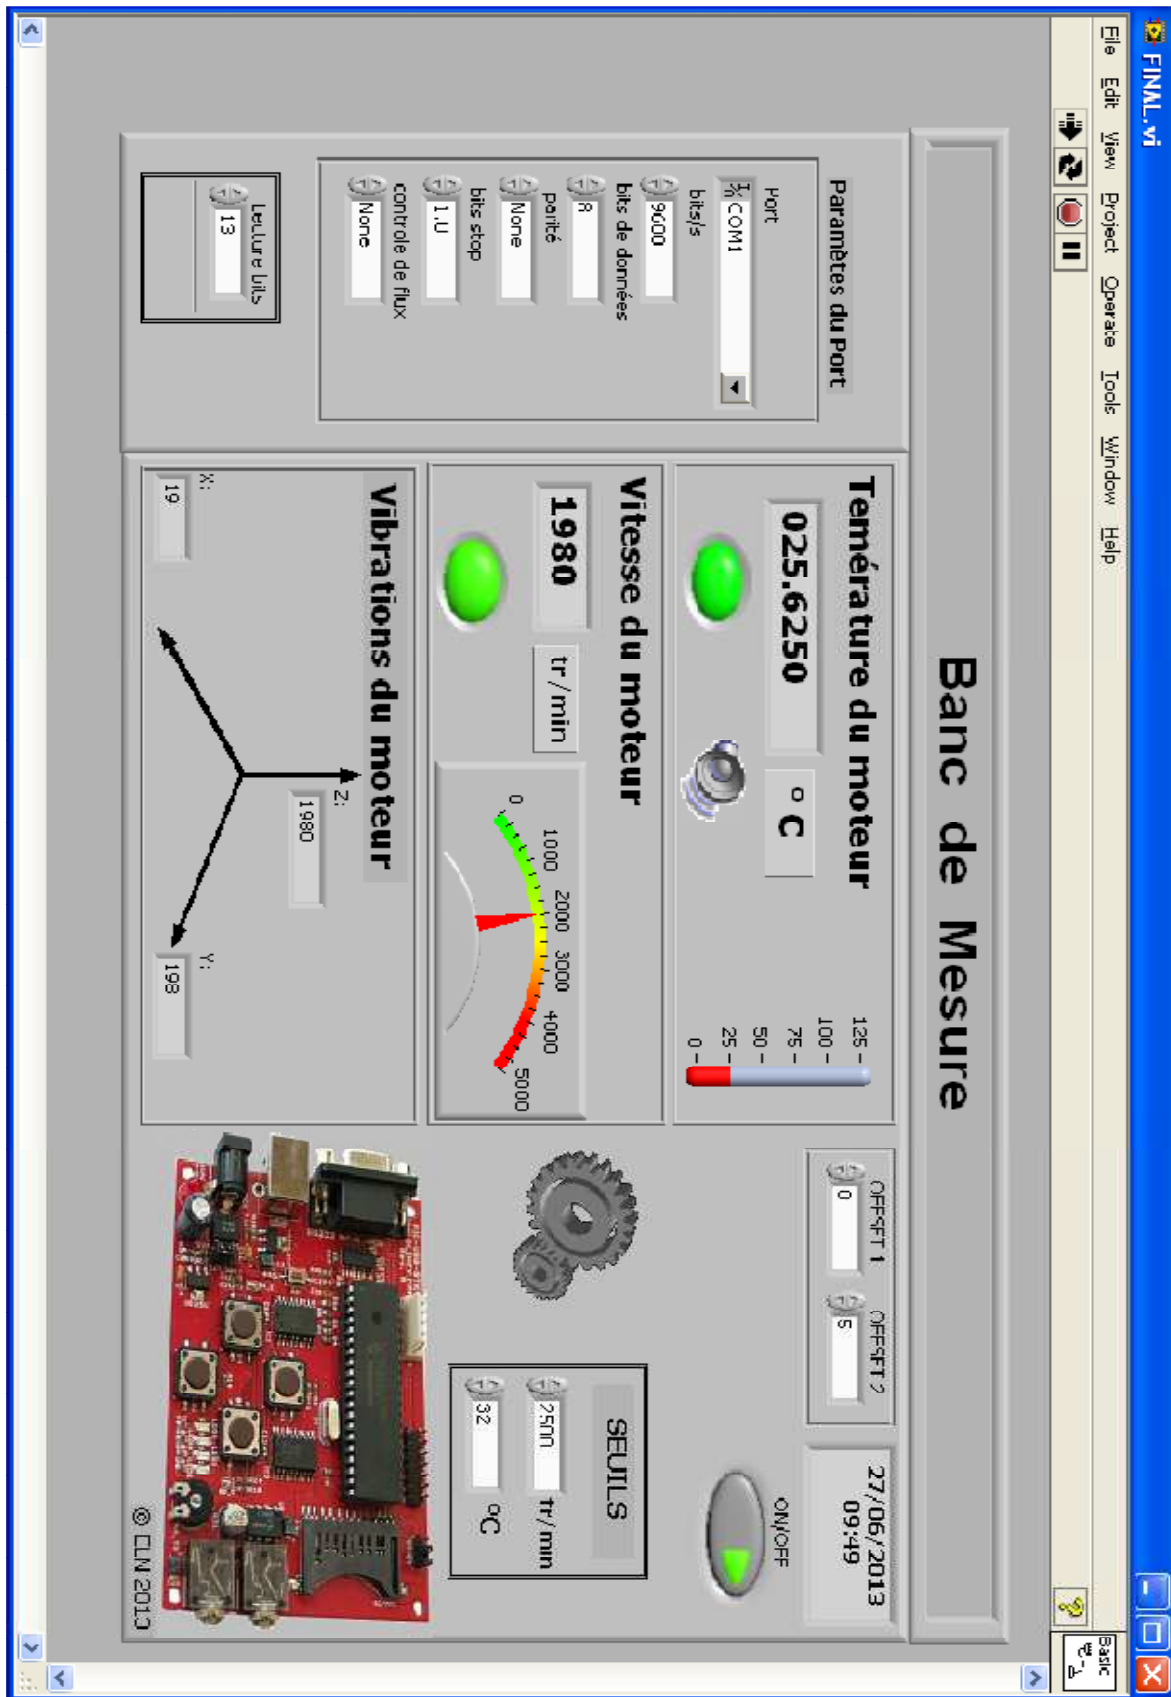 FINAL.vi
File Edit View Project Operate Tools Window Help
Basic
Banc de Mesure
Paramètes du Port
Port
COM1
bits/s
9600
bits de données
8
parité
None
bits stop
1.0
controle de flux
None
Lecture bits
13
Temérature du moteur
025.6250
°C
125
100
75
50
25
0
Vitesse du moteur
1980
tr/min
0 1000 2000 3000 4000 5000
Vibrations du moteur
Z:
1980
X:
19
Y:
198
OFFSET 1 OFFSET 2
0 5
27/06/2013
09:49
ON/OFF
SEUILS
2500 tr/min
32 °C